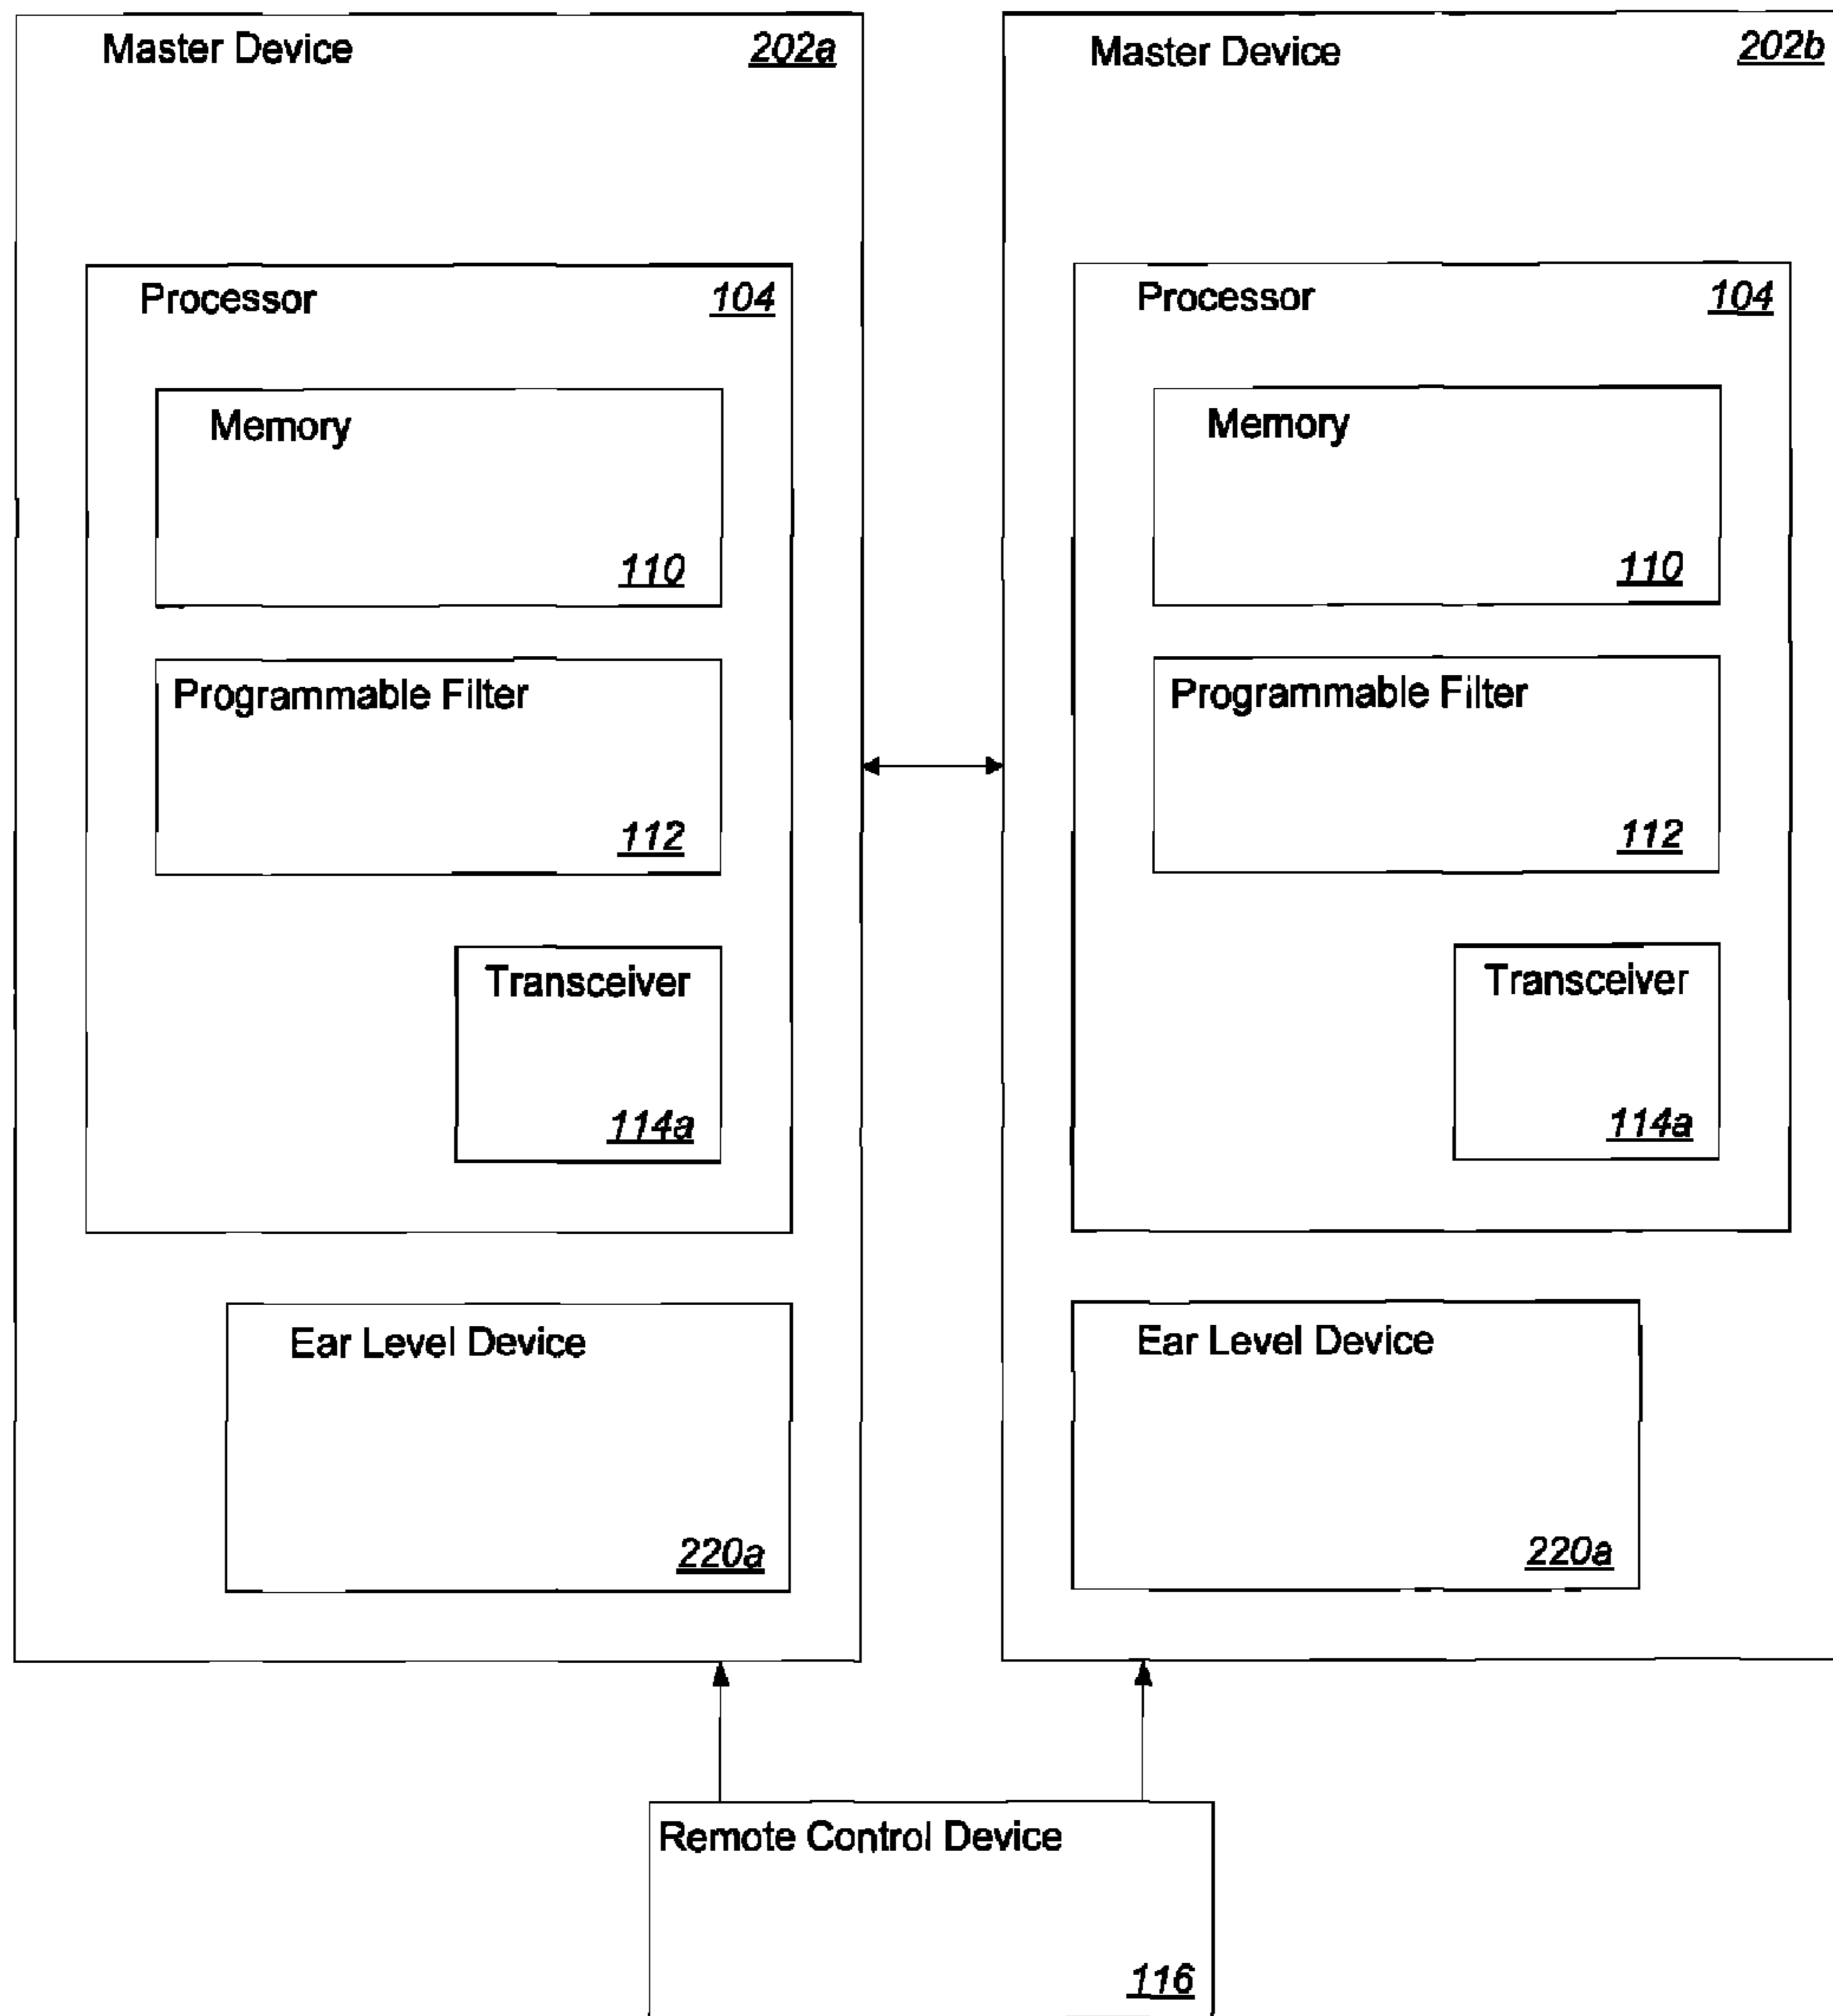 Master Device 202a
Processor 104
Memory
110
Programmable Filter
112
Transceiver
114a
Ear Level Device
220a
Master Device 202b
Processor 104
Memory
110
Programmable Filter
112
Transceiver
114a
Ear Level Device
220a
Remote Control Device
116